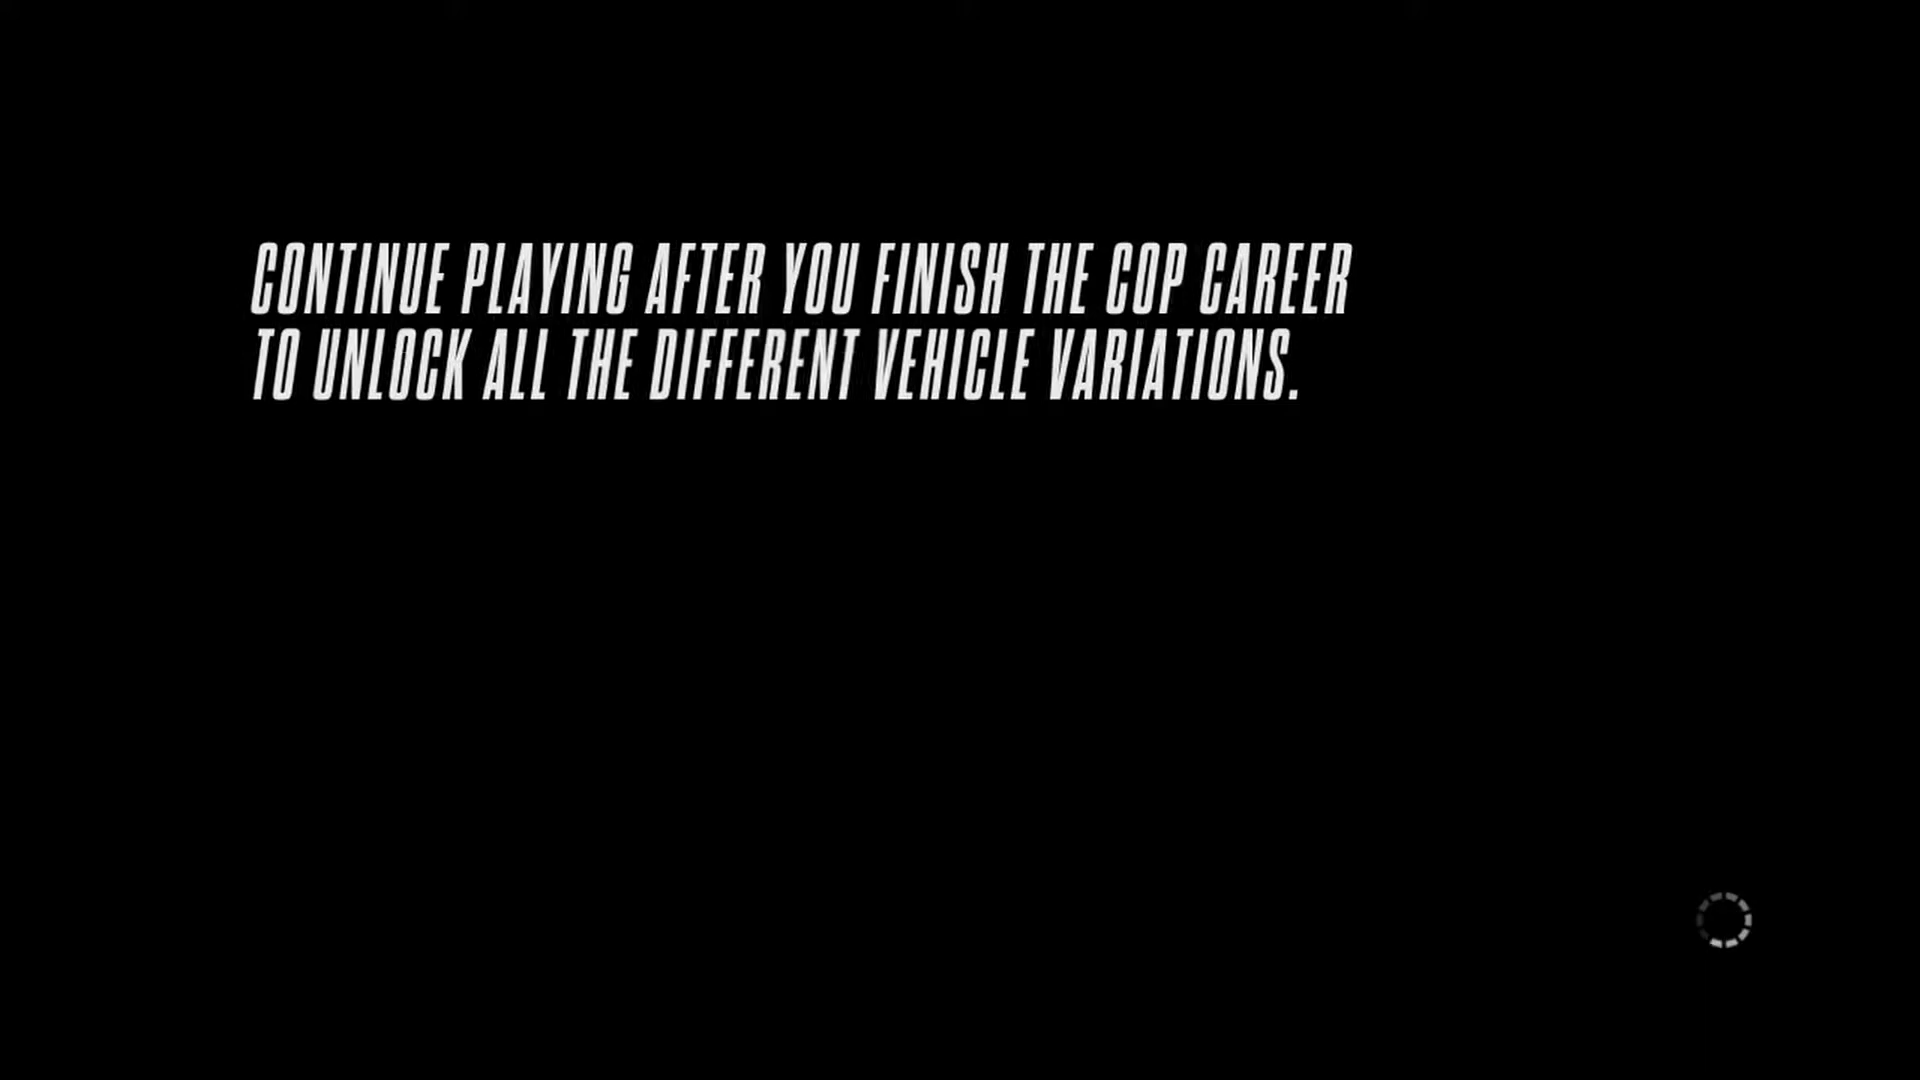 CONTINUE PLAYING AFTER YOU FINISH THE COP CAREER
TO UNLOCK ALL THE DIFFERENT VEHICLE VARIATIONS.